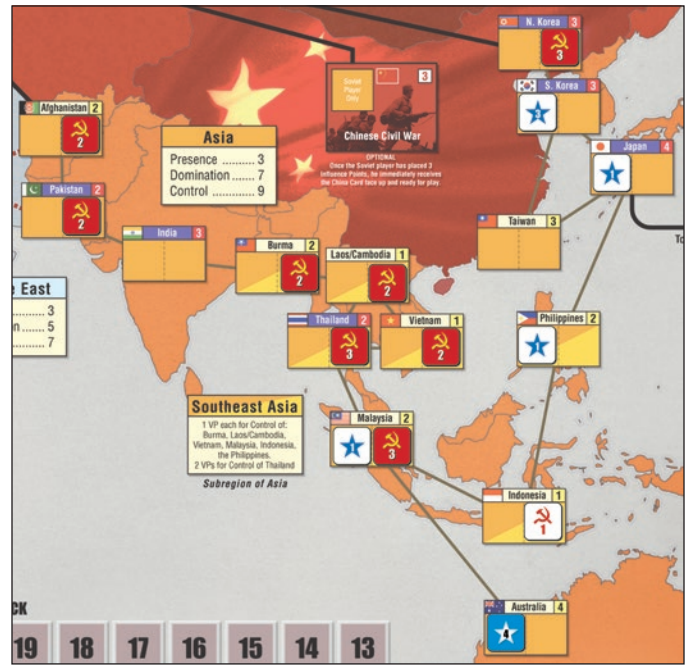 N. Korea 3
3
S. Korea 3
Japan 4
1
Soviet
Player
Only
3
Chinese Civil War
OPTIONAL
Once the Soviet player has placed 3
Influence Points, he immediately receives
the China Card face up and ready for play.
Afghanistan 2
2
Asia
Presence .......... 3
Domination ....... 7
Control .............. 9
Pakistan 2
2
India 3
Burma 2
2
Laos/Cambodia 1
2
Taiwan 3
To
e East
..... 3
on ..... 5
........... 7
Thailand 2
3
Vietnam 1
2
Philippines 2
1
Southeast Asia
1 VP each for Control of:
Burma, Laos/Cambodia,
Vietnam, Malaysia, Indonesia,
the Philippines.
2 VPs for Control of Thailand
Subregion of Asia
Malaysia 2
1
3
Indonesia 1
1
Australia 4
4
CK
19 18 17 16 15 14 13